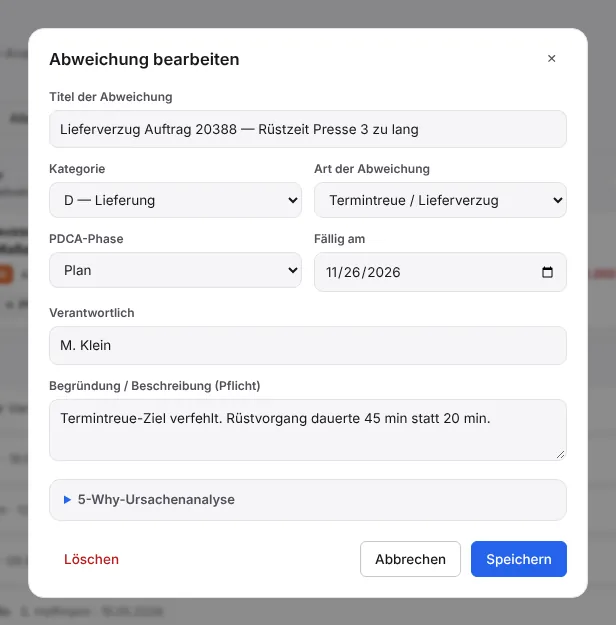 Abweichung bearbeiten
×
Titel der Abweichung
Lieferverzug Auftrag 20388 — Rüstzeit Presse 3 zu lang
Kategorie
Art der Abweichung
D — Lieferung
Termintreue / Lieferverzug
PDCA-Phase
Fällig am
Plan
11/26/2026
Verantwortlich
M. Klein
Begründung / Beschreibung (Pflicht)
Termintreue-Ziel verfehlt. Rüstvorgang dauerte 45 min statt 20 min.
5-Why-Ursachenanalyse
Löschen
Abbrechen
Speichern